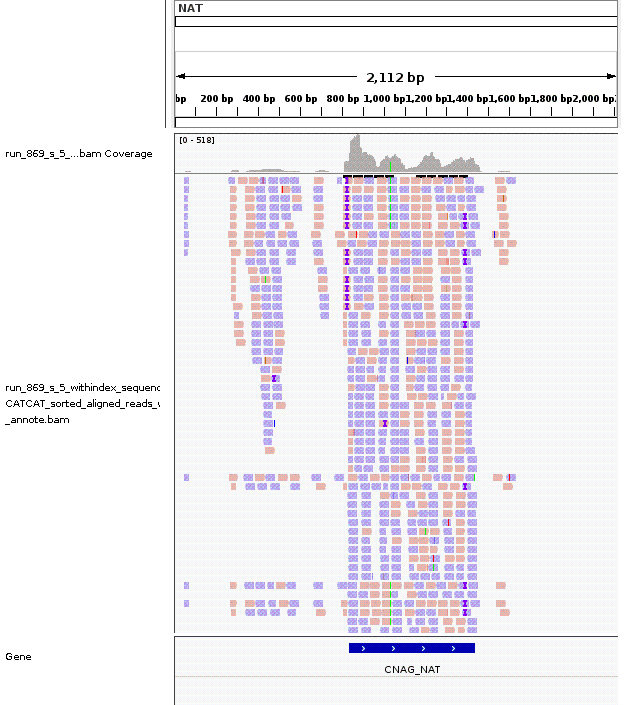 NAT
2,112 bp
bp 200 bp 400 bp 600 bp 800 bp 1,000 bp 1,200 bp 1,400 bp 1,600 bp 1,800 bp 2,000 bp
[0 - 518]
run_869_s_5_...bam Coverage
run_869_s_5_withindex_sequenc
CATCAT_sorted_aligned_reads_v
_annote.bam
Gene
CNAG_NAT